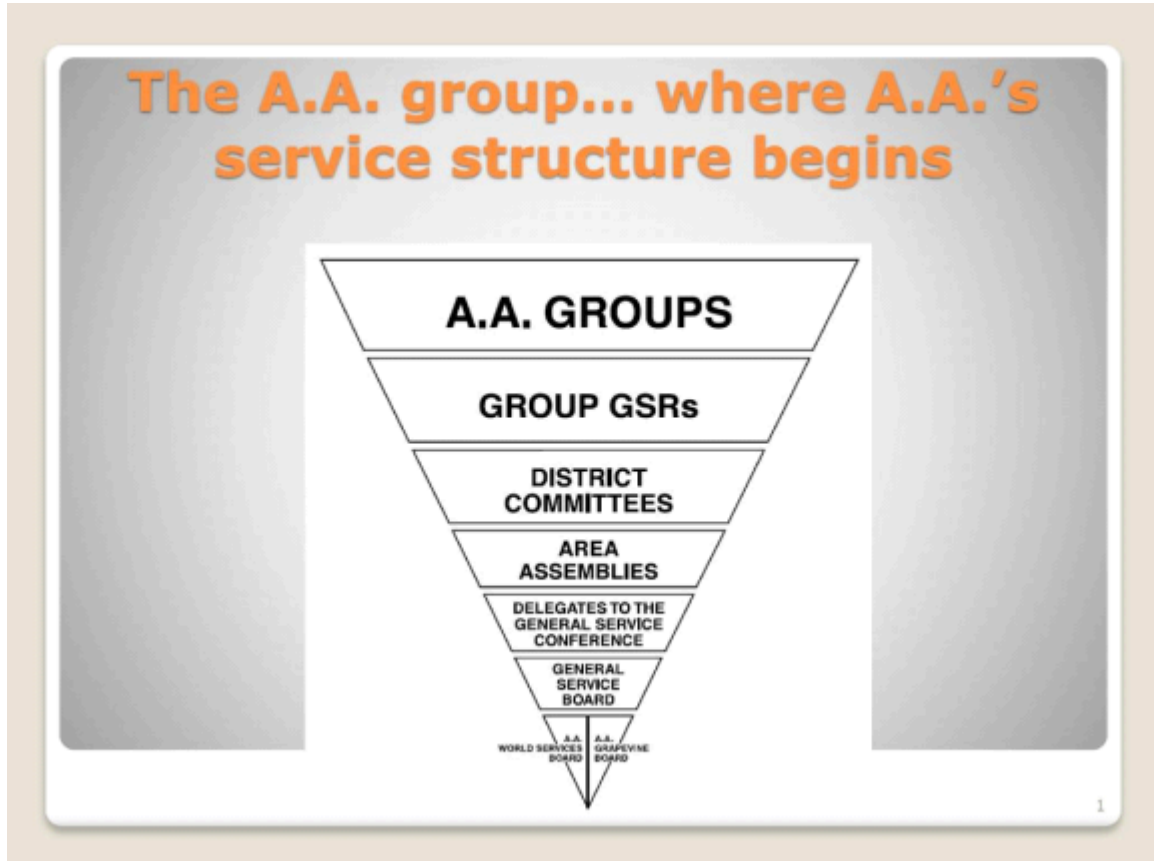 The A.A. group... where A.A.'s
service structure begins
A.A. GROUPS
GROUP GSRs
DISTRICT
COMMITTEES
AREA
ASSEMBLIES
DELEGATES TO THE
GENERAL SERVICE
CONFERENCE
GENERAL
SERVICE
BOARD
A.A.
WORLD SERVICES
BOARD
A.A.
GRAPEVINE
BOARD
1